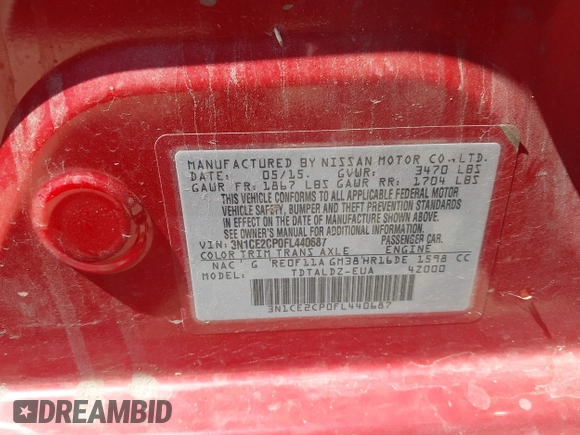 MANUFACTURED BY NISSAN MOTOR CO.,LTD.
DATE: 05/15 GVWR: 3470 LBS
GAWR FR: 1867 LBS GAWR RR: 1704 LBS
THIS VEHICLE CONFORMS TO ALL APPLICABLE FEDERAL MOTOR
VEHICLE SAFETY, BUMPER AND THEFT PREVENTION STANDARDS
IN EFFECT ON THE DATE OF MANUFACTURE SHOWN ABOVE.
SEE OWNER'S MANUAL FOR ADDITIONAL INFORMATION.
VIN: 3N1CE2CP0FL440687 PASSENGER CAR.
COLOR TRIM TRANS AXLE ENGINE
NAC G RE0F11A GM38 HR16DE 1598 CC
MODEL: TDTALDZ-EUA 42000
3N1CE2CP0FL440687
DREAMBID